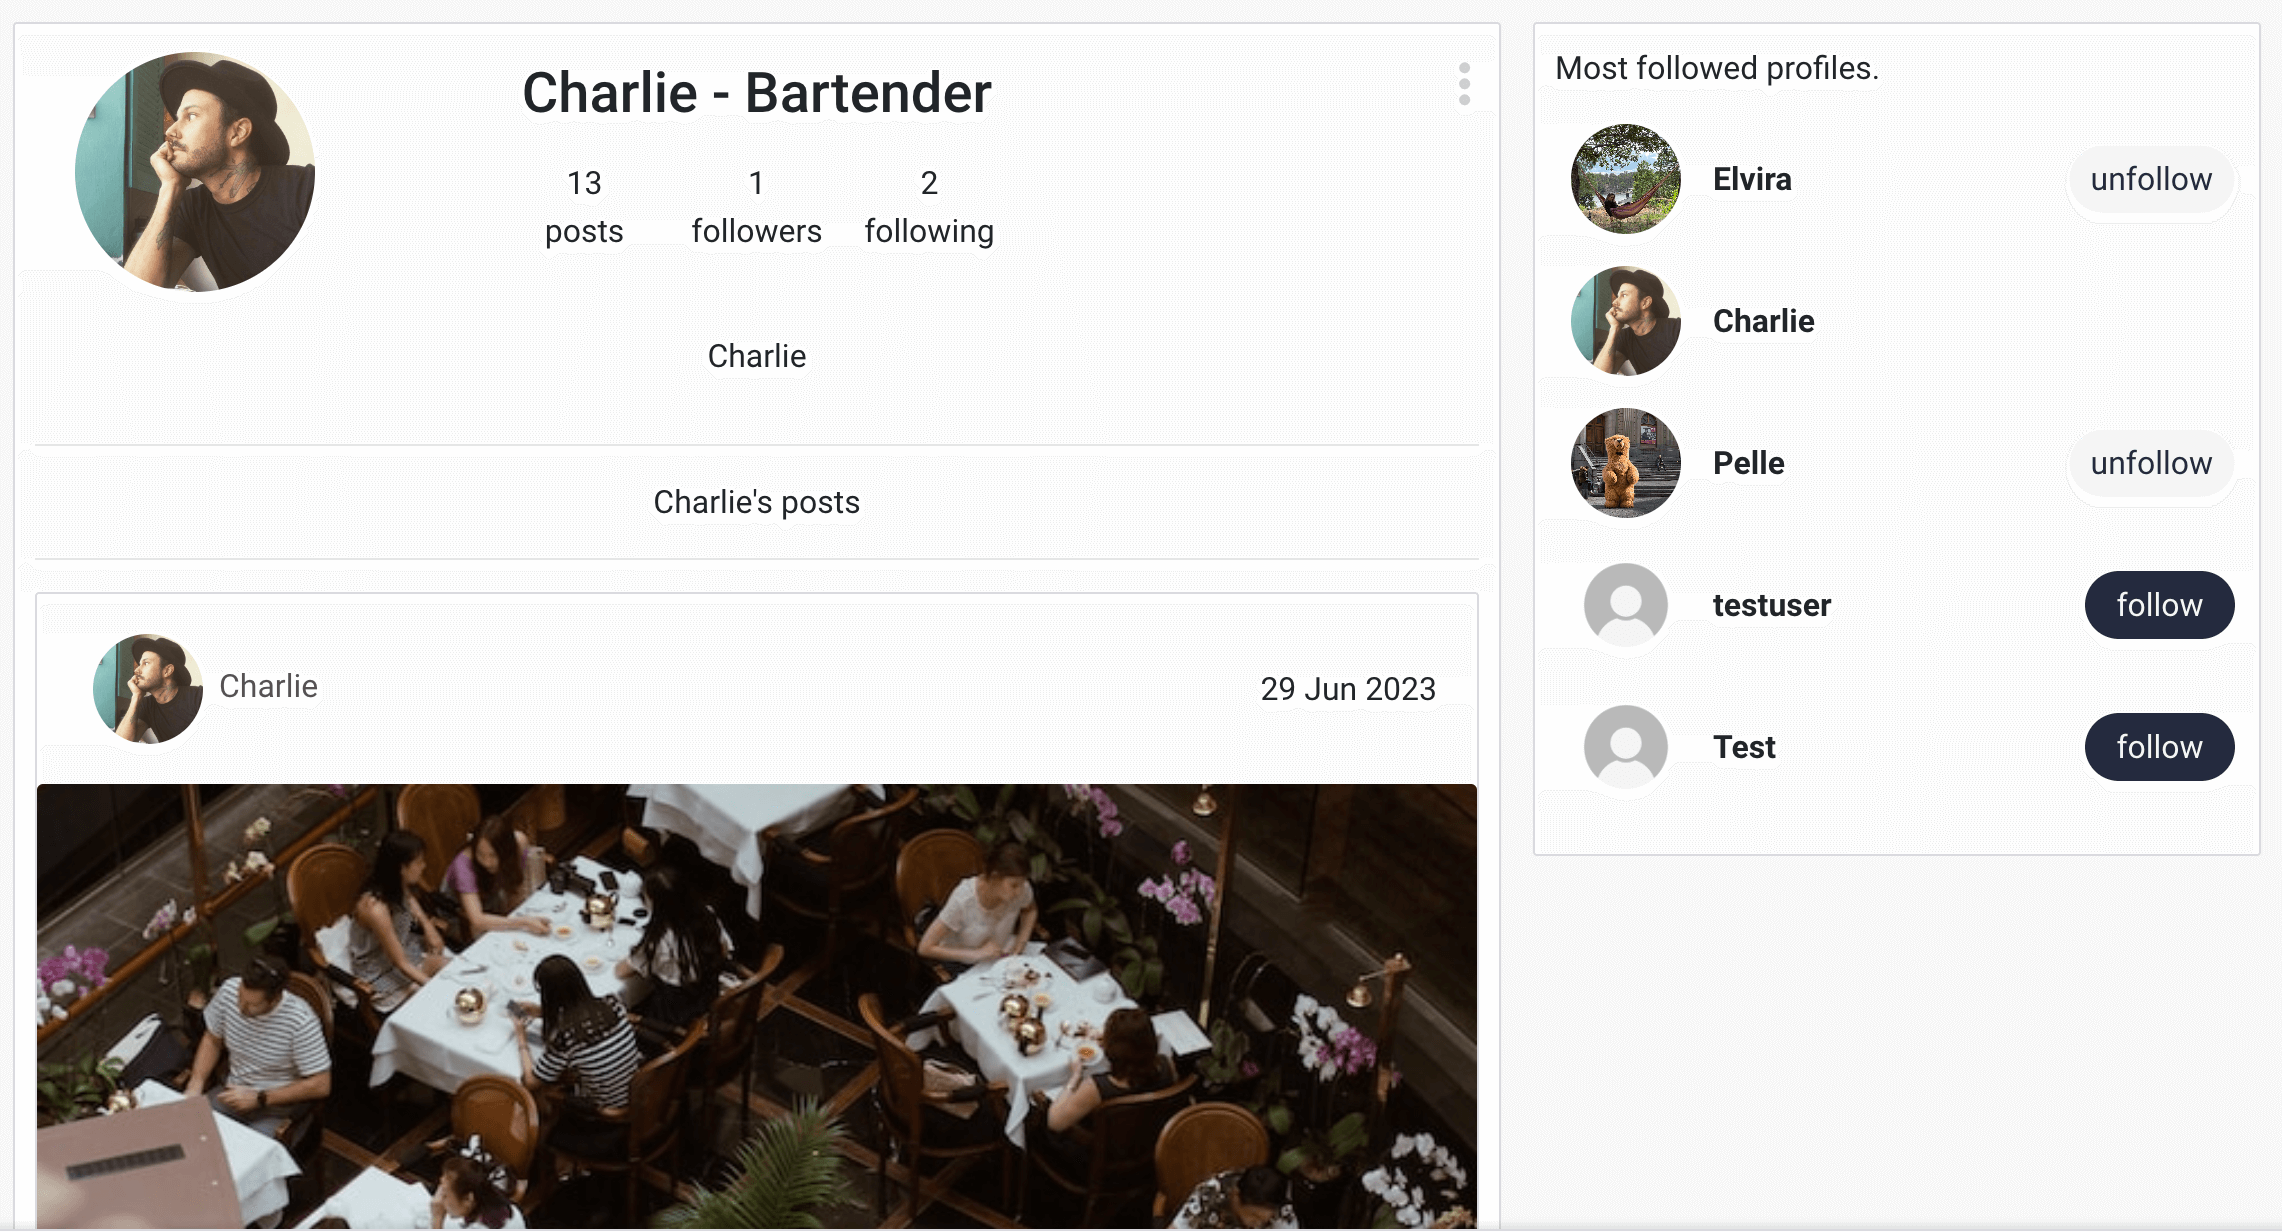 Charlie - Bartender
13
posts
1
followers
2
following
Charlie
Charlie's posts
Charlie
29 Jun 2023
Most followed profiles.
Elvira
unfollow
Charlie
Pelle
unfollow
testuser
follow
Test
follow